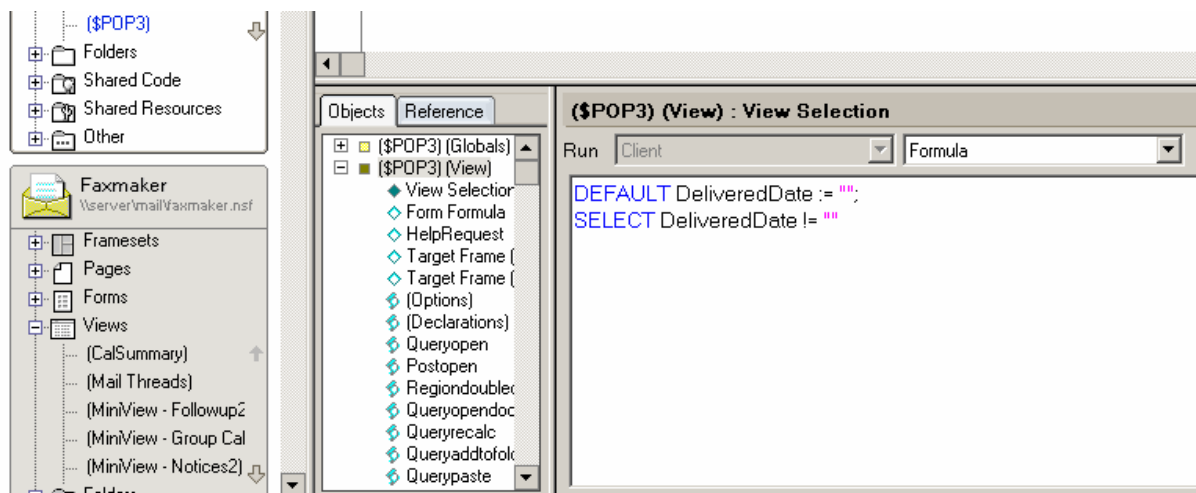 ($POP3)
Folders
Shared Code
Shared Resources
Other
Faxmaker
\\server\mail\faxmaker.nsf
Framesets
Pages
Forms
Views
(CalSummary)
(Mail Threads)
(MiniView - Followup2
(MiniView - Group Cal
(MiniView - Notices2)
Folders
Objects
Reference
($POP3) (Globals)
($POP3) (View)
View Selection
Form Formula
HelpRequest
Target Frame (
Target Frame (
(Options)
(Declarations)
Queryopen
Postopen
Regiondoublec
Queryopendoc
Queryrecalc
Queryaddtofolc
Querypaste
($POP3) (View) : View Selection
Run Client Formula
DEFAULT DeliveredDate := "";
SELECT DeliveredDate != ""